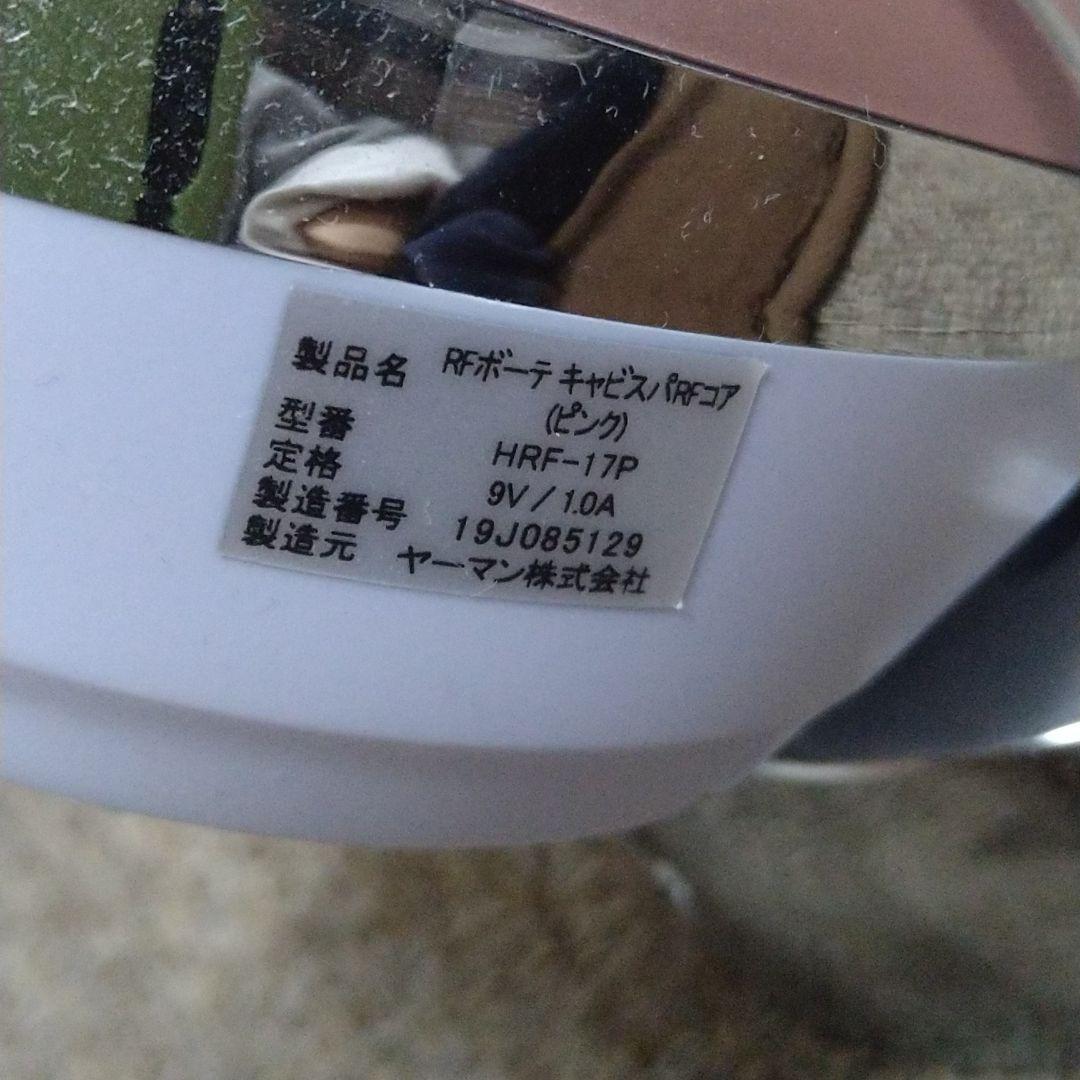 製品名 RFボーテ キャビスパRFコア
(ピンク)
型番 HRF-17P
定格 9V/1.0A
製造番号 19J085129
製造元 ヤーマン株式会社